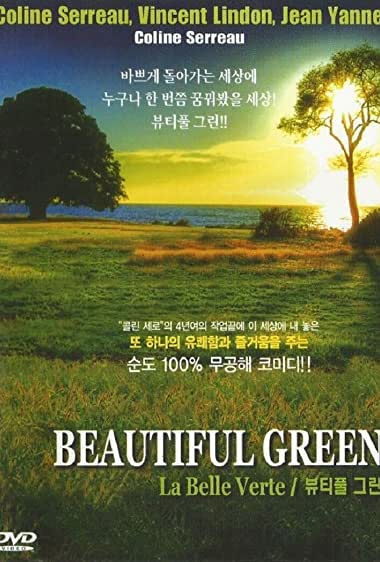 Coline Serreau, Vincent Lindon, Jean Yanne
Coline Serreau
바쁘게 돌아가는 세상에
누구나 한 번쯤 꿈꿔봤을 세상!
뷰티풀 그린!!
"콜린 세로"의 4년여의 작업끝에 이 세상에 내 놓은
또 하나의 유쾌함과 즐거움을 주는
순도 100% 무공해 코미디!!
BEAUTIFUL GREEN
La Belle Verte / 뷰티풀 그린
DVD
VIDEO